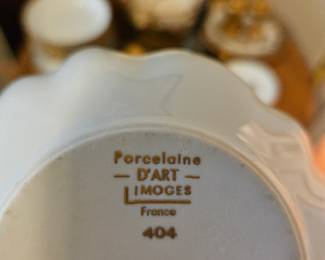 Porcelaine
— D'ART —
LIMOGES
France
404